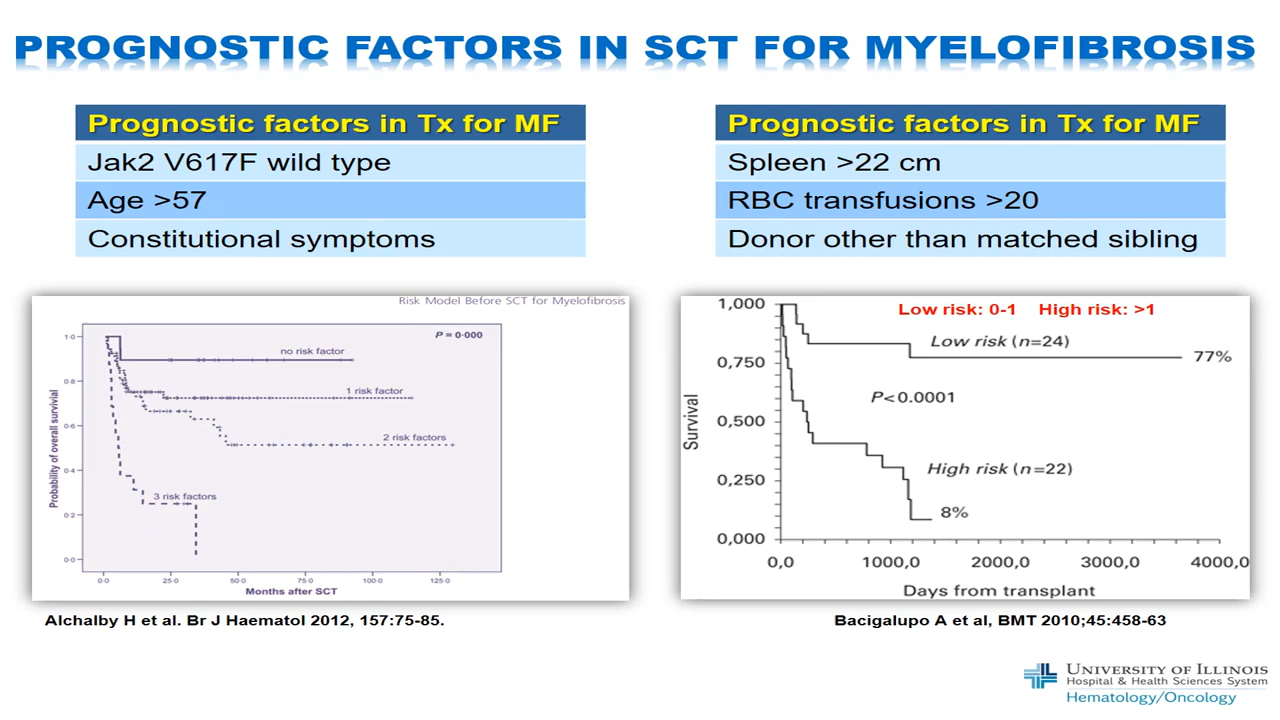 PROGNOSTIC FACTORS IN SCT FOR MYELOFIBROSIS
Prognostic factors in Tx for MF
Jak2 V617F wild type
Age >57
Constitutional symptoms
Prognostic factors in Tx for MF
Spleen >22 cm
RBC transfusions >20
Donor other than matched sibling
Risk Model Before SCT for Myelofibrosis
P = 0·000
no risk factor
1 risk factor
2 risk factors
3 risk factors
Probability of overall survivial
1·0
0·8
0·6
0·4
0·2
0·0
0·0 25·0 50·0 75·0 100·0 125·0
Months after SCT
Alchalby H et al. Br J Haematol 2012, 157:75-85.
Low risk: 0-1 High risk: >1
Low risk (n=24)
77%
P<0.0001
High risk (n=22)
8%
Survival
1,000
0,750
0,500
0,250
0,000
0,0 1000,0 2000,0 3000,0 4000,0
Days from transplant
Bacigalupo A et al, BMT 2010;45:458-63
UNIVERSITY OF ILLINOIS
Hospital & Health Sciences System
Hematology/Oncology